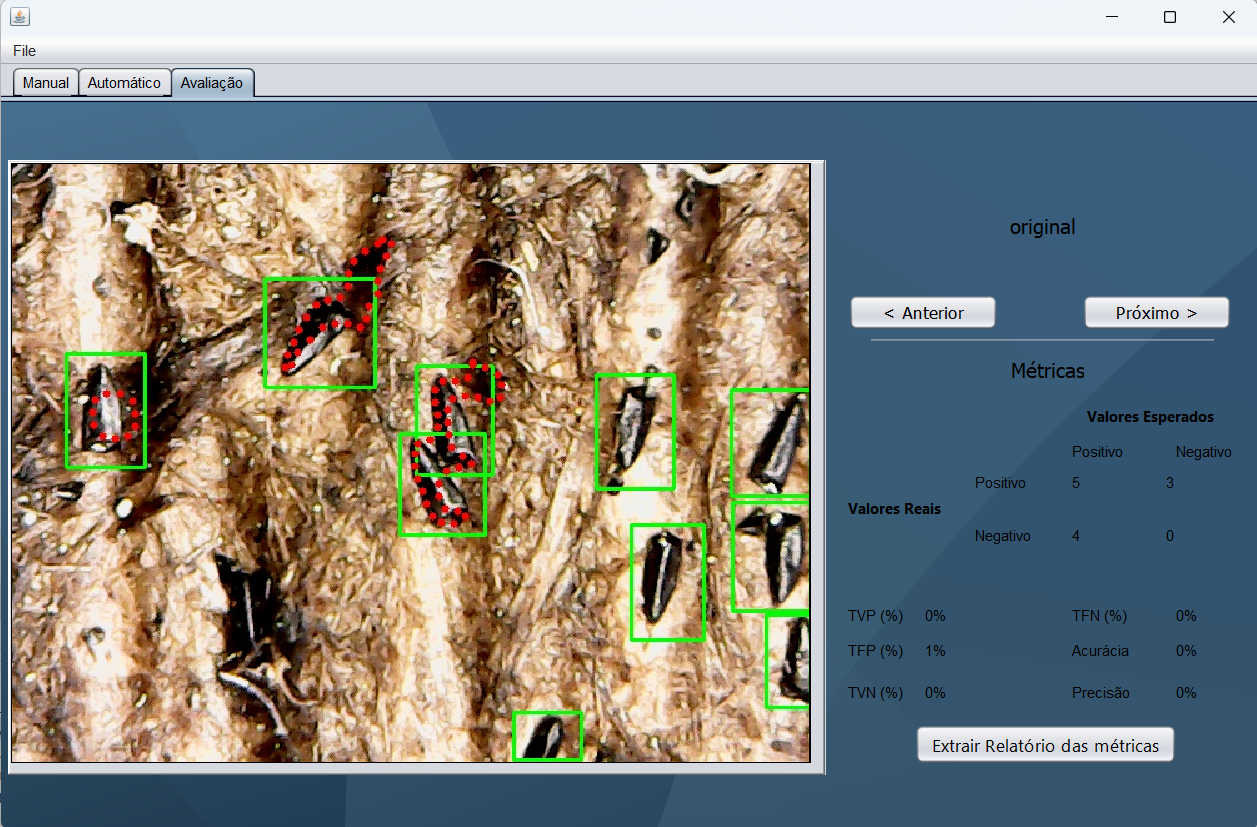 File
Manual Automático Avaliação
original
< Anterior Próximo >
Métricas
Valores Esperados
Positivo Negativo
Positivo 5 3
Valores Reais
Negativo 4 0
TVP (%) 0% TFN (%) 0%
TFP (%) 1% Acurácia 0%
TVN (%) 0% Precisão 0%
Extrair Relatório das métricas